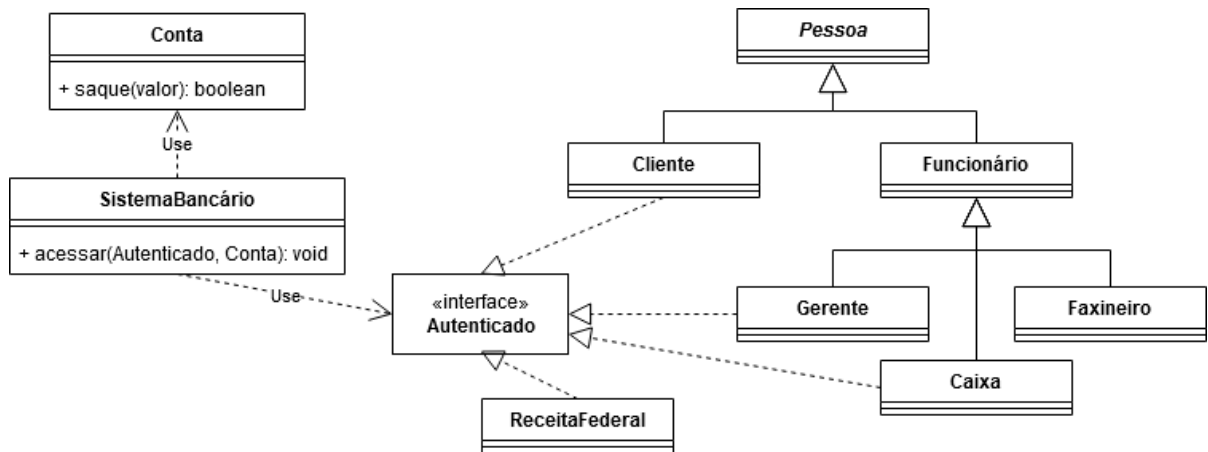 Conta
+ saque(valor): boolean
Use
SistemaBancário
+ acessar(Autenticado, Conta): void
Use
«interface»
Autenticado
ReceitaFederal
Pessoa
Cliente
Funcionário
Gerente
Faxineiro
Caixa